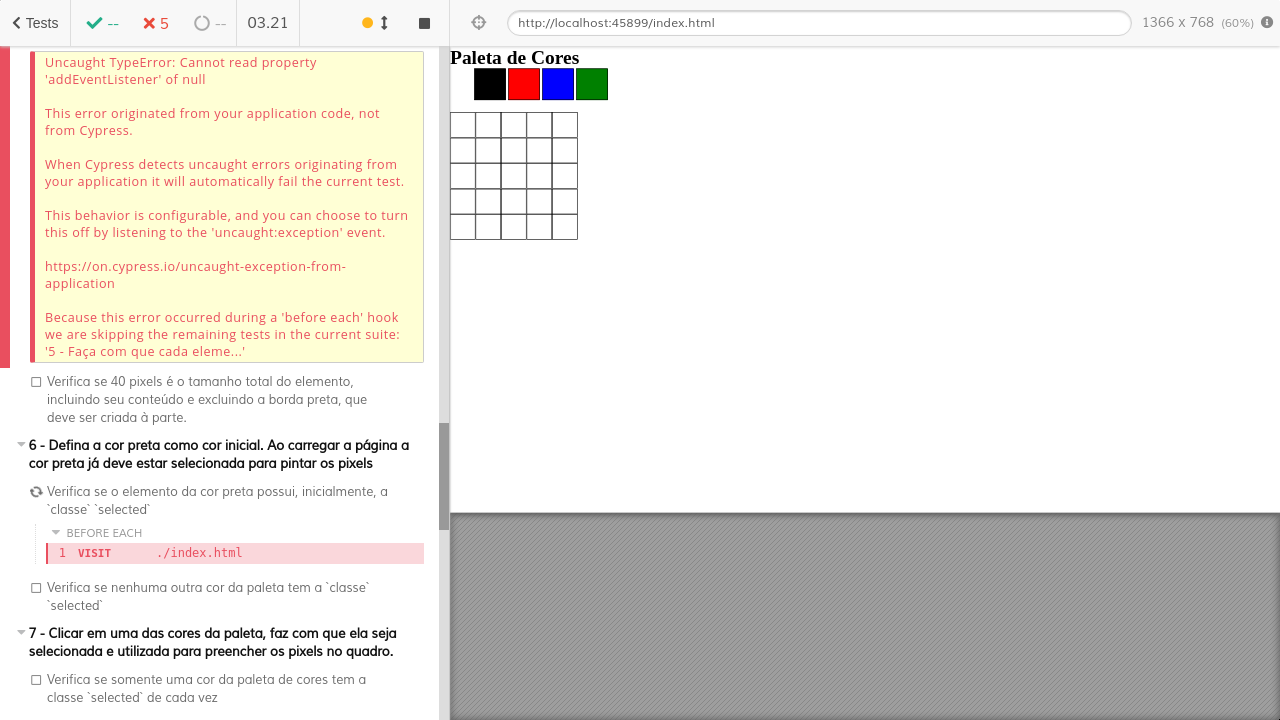 Tests
--
5
--
03.21
http://localhost:45899/index.html
1366 x 768 (60%)
Uncaught TypeError: Cannot read property
'addEventListener' of null
This error originated from your application code, not
from Cypress.
When Cypress detects uncaught errors originating from
your application it will automatically fail the current test.
This behavior is configurable, and you can choose to turn
this off by listening to the 'uncaught:exception' event.
https://on.cypress.io/uncaught-exception-from-
application
Because this error occurred during a 'before each' hook
we are skipping the remaining tests in the current suite:
'5 - Faça com que cada eleme...'
Verifica se 40 pixels é o tamanho total do elemento,
incluindo seu conteúdo e excluindo a borda preta, que
deve ser criada à parte.
6 - Defina a cor preta como cor inicial. Ao carregar a página a
cor preta já deve estar selecionada para pintar os pixels
Verifica se o elemento da cor preta possui, inicialmente, a
`classe` `selected`
BEFORE EACH
1 VISIT ./index.html
Verifica se nenhuma outra cor da paleta tem a `classe`
`selected`
7 - Clicar em uma das cores da paleta, faz com que ela seja
selecionada e utilizada para preencher os pixels no quadro.
Verifica se somente uma cor da paleta de cores tem a
classe `selected` de cada vez
Paleta de Cores